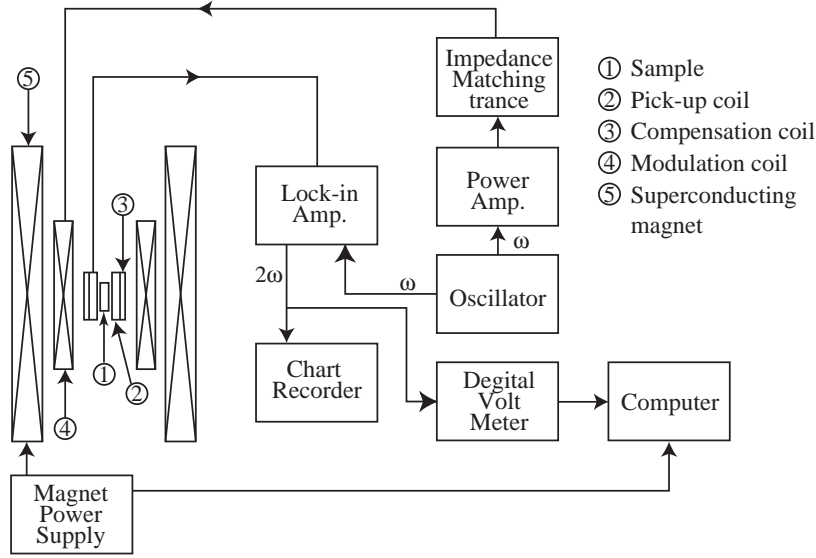 Impedance
Matching
trance
① Sample
② Pick-up coil
③ Compensation coil
④ Modulation coil
⑤ Superconducting
magnet
⑤
Lock-in
Amp.
Power
Amp.
③
ω
2ω
ω
Oscillator
①
②
④
Chart
Recorder
Degital
Volt
Meter
Computer
Magnet
Power
Supply